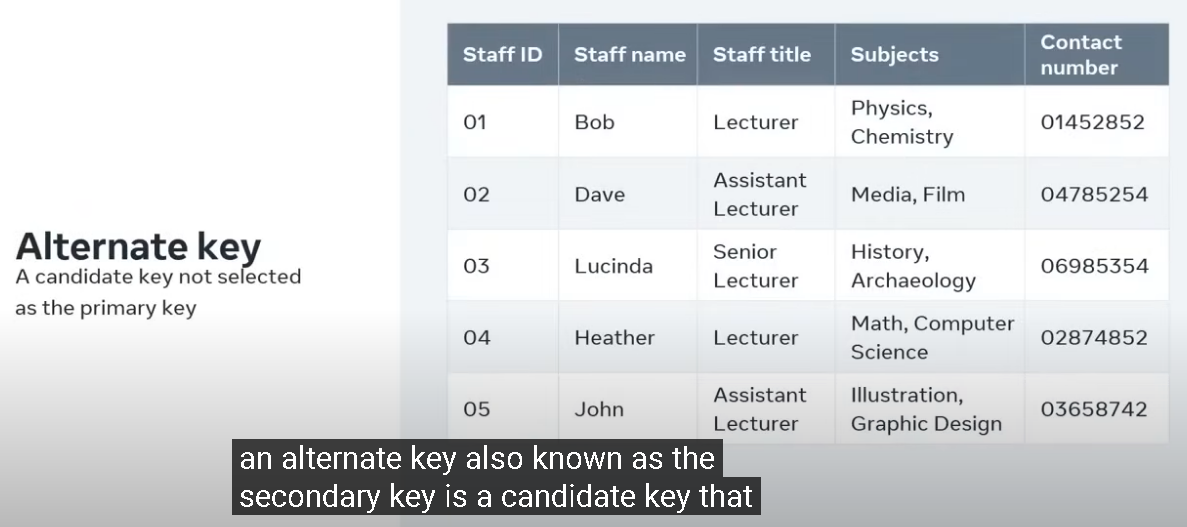 Alternate key
A candidate key not selected
as the primary key
Staff ID Staff name Staff title Subjects Contact number
01 Bob Lecturer Physics, Chemistry 01452852
02 Dave Assistant Lecturer Media, Film 04785254
03 Lucinda Senior Lecturer History, Archaeology 06985354
04 Heather Lecturer Math, Computer Science 02874852
05 John Assistant Lecturer Illustration, Graphic Design 03658742
an alternate key also known as the
secondary key is a candidate key that